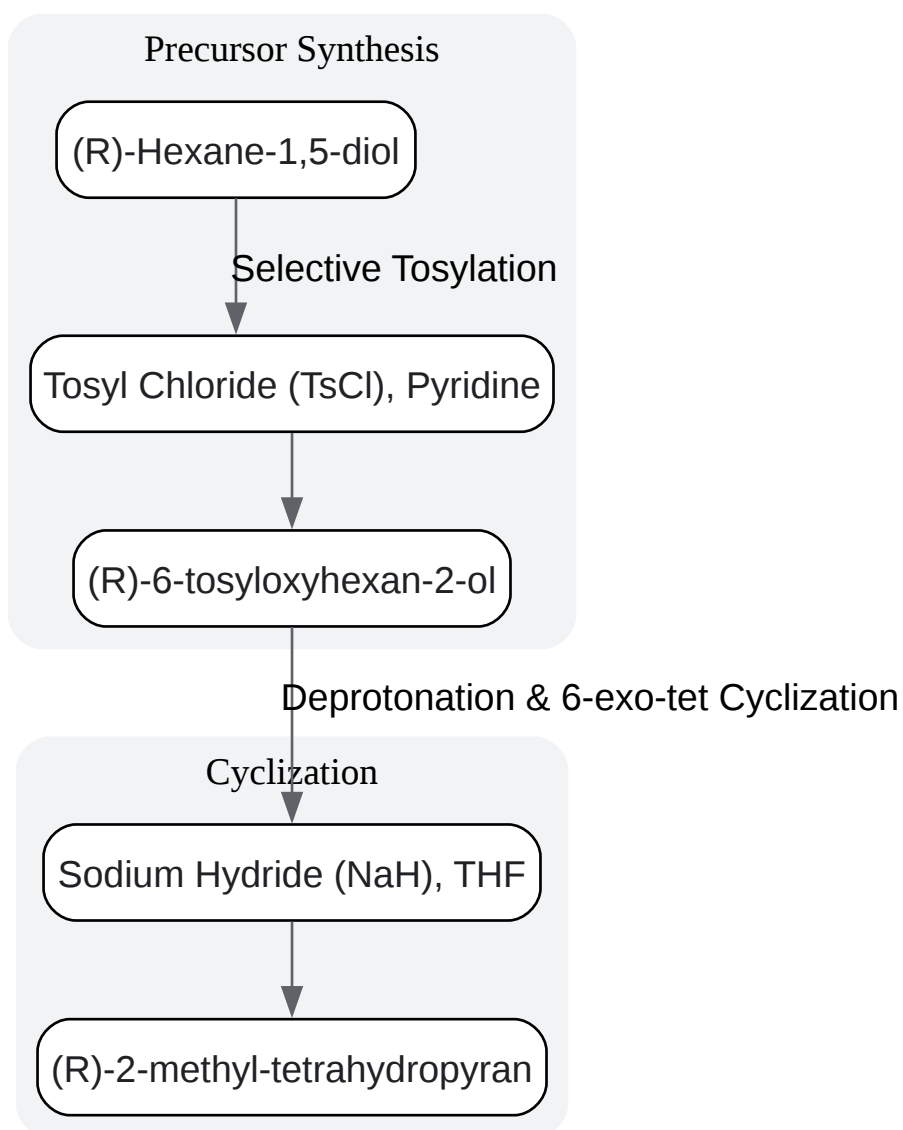 Precursor Synthesis
(R)-Hexane-1,5-diol
Selective Tosylation
Tosyl Chloride (TsCl), Pyridine
(R)-6-tosyloxyhexan-2-ol
Deprotonation & 6-exo-tet Cyclization
Cyclization
Sodium Hydride (NaH), THF
(R)-2-methyl-tetrahydropyran